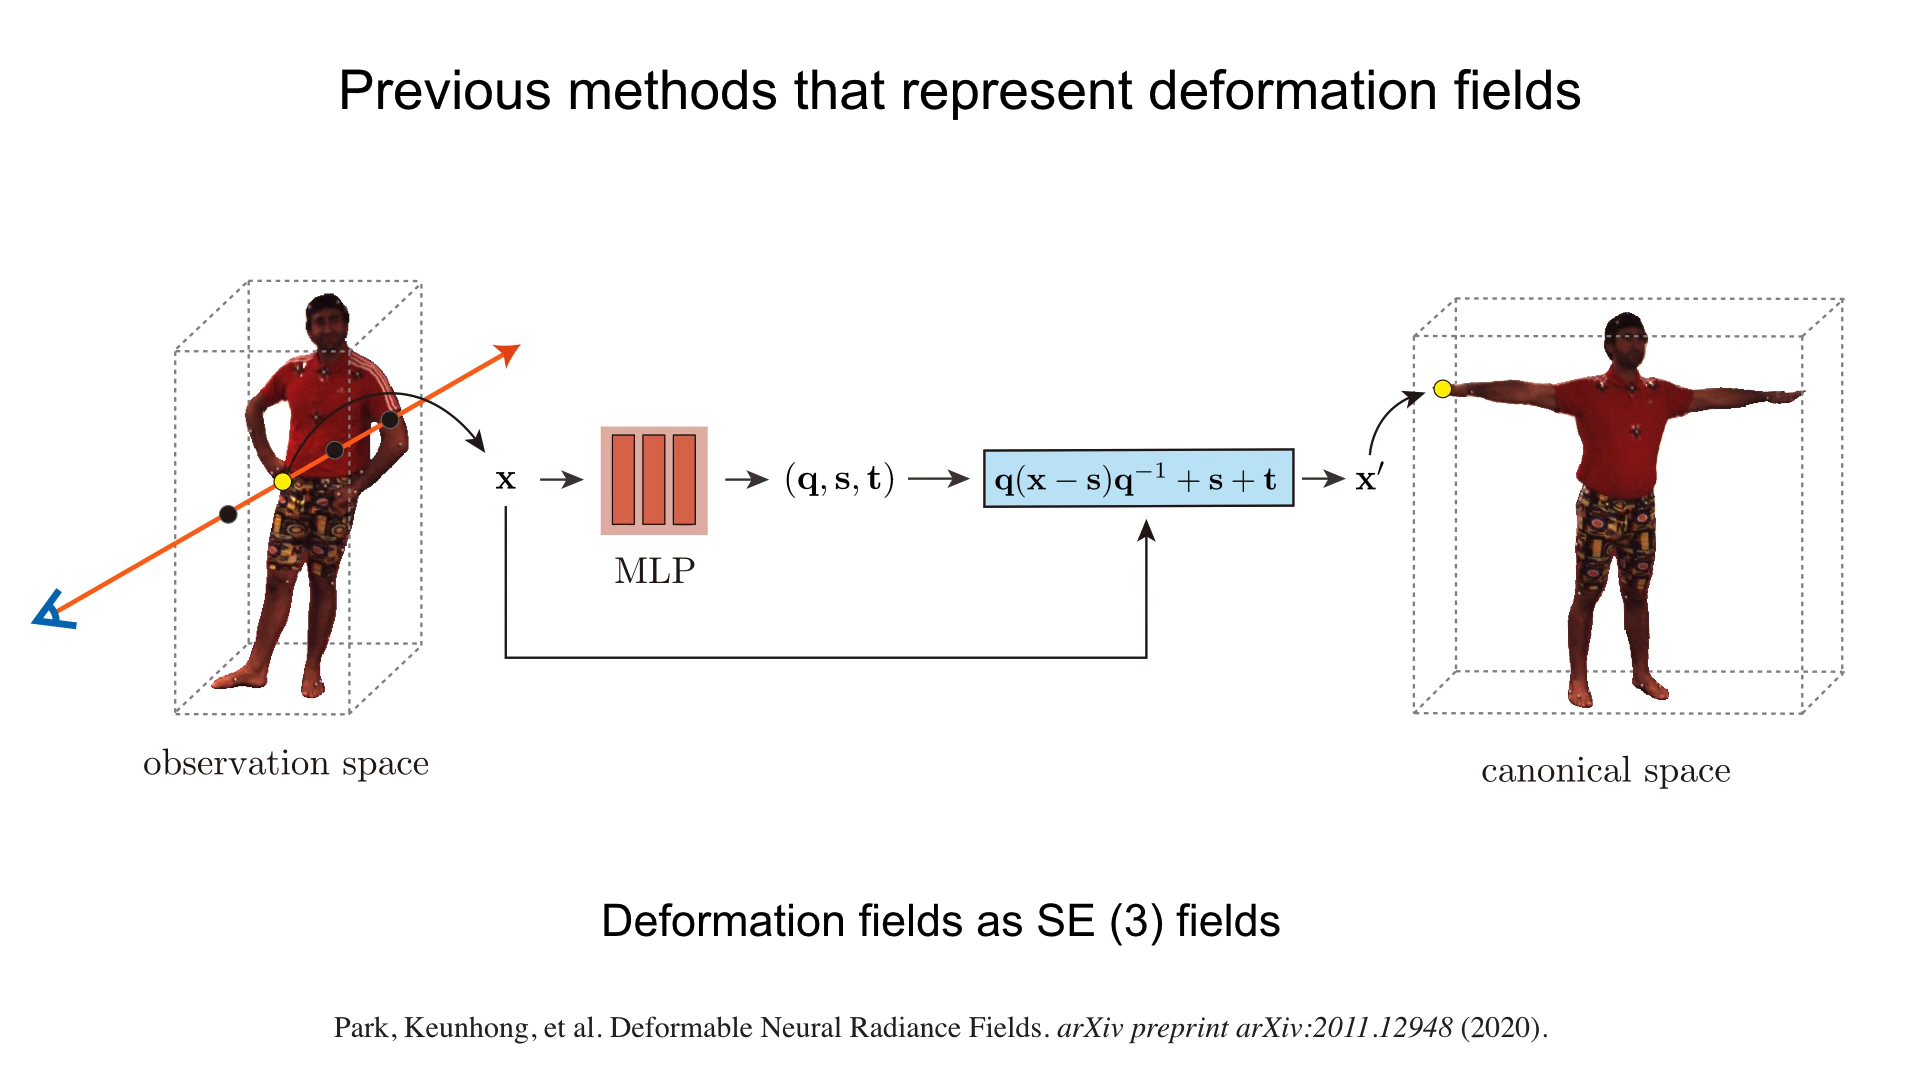 Previous methods that represent deformation fields
x
MLP
(q, s, t)
q(x − s)q⁻¹ + s + t
x′
observation space
canonical space
Deformation fields as SE (3) fields
Park, Keunhong, et al. Deformable Neural Radiance Fields. arXiv preprint arXiv:2011.12948 (2020).